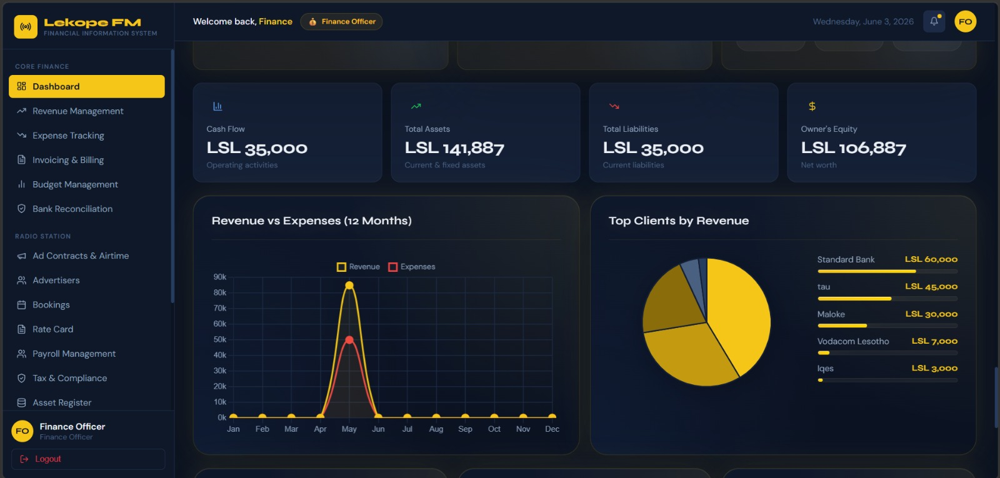 Lekope FM
FINANCIAL INFORMATION SYSTEM
Welcome back, Finance
Finance Officer
Wednesday, June 3, 2026
FO
CORE FINANCE
Dashboard
Revenue Management
Expense Tracking
Invoicing & Billing
Budget Management
Bank Reconciliation
RADIO STATION
Ad Contracts & Airtime
Advertisers
Bookings
Rate Card
Payroll Management
Tax & Compliance
Asset Register
FO
Finance Officer
Finance Officer
Logout
Cash Flow
LSL 35,000
Operating activities
Total Assets
LSL 141,887
Current & fixed assets
Total Liabilities
LSL 35,000
Current liabilities
Owner's Equity
LSL 106,887
Net worth
Revenue vs Expenses (12 Months)
Revenue Expenses
90k
80k
70k
60k
50k
40k
30k
20k
10k
0k
Jan Feb Mar Apr May Jun Jul Aug Sep Oct Nov Dec
Top Clients by Revenue
Standard Bank LSL 60,000
tau LSL 45,000
Maloke LSL 30,000
Vodacom Lesotho LSL 7,000
lqes LSL 3,000